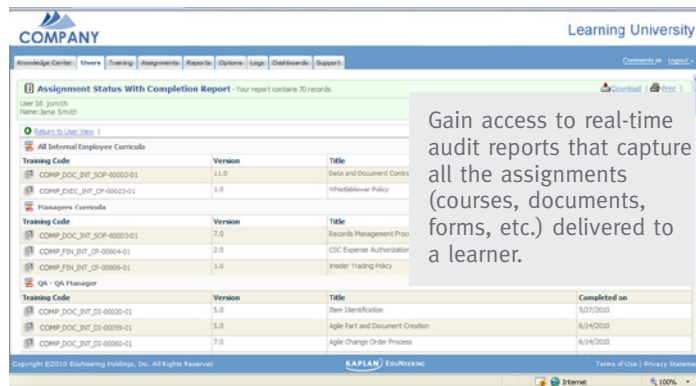 COMPANY
Learning University
Knowledge Center Users Training Assignments Reports Options Logs Dashboards Support
Comments Logout
Assignment Status With Completion Report - Your report contains 70 records.
Download | Print |
User Id: jsmith
Name: Jane Smith
Return to User View |
All Internal Employee Curricula
Training Code Version Title
COMP_DOC_INT_SOP-00002-01 11.0 Data and Document Contro
COMP_EXEC_INT_CP-00023-01 1.0 Whistleblower Policy
Managers Curricula
Training Code Version Title
COMP_DOC_INT_SOP-00003-01 7.0 Records Management Proc
COMP_FIN_INT_CP-00004-01 2.0 CSC Expense Authorization
COMP_FIN_INT_CP-00009-01 1.0 Insider Trading Policy
Gain access to real-time
audit reports that capture
all the assignments
(courses, documents,
forms, etc.) delivered to
a learner.
QA - QA Manager
Training Code Version Title Completed on
COMP_DOC_INT_DI-00020-01 5.0 Item Identification 5/27/2010
COMP_DOC_INT_DI-00059-01 5.0 Agile Part and Document Creation 6/14/2010
COMP_DOC_INT_DI-00060-01 7.0 Agile Change Order Process 6/14/2010
Copyright ©2010 EduNeering Holdings, Inc. All Rights Reserved KAPLAN EDUNEERING Terms of Use | Privacy Stateme
Internet 100%